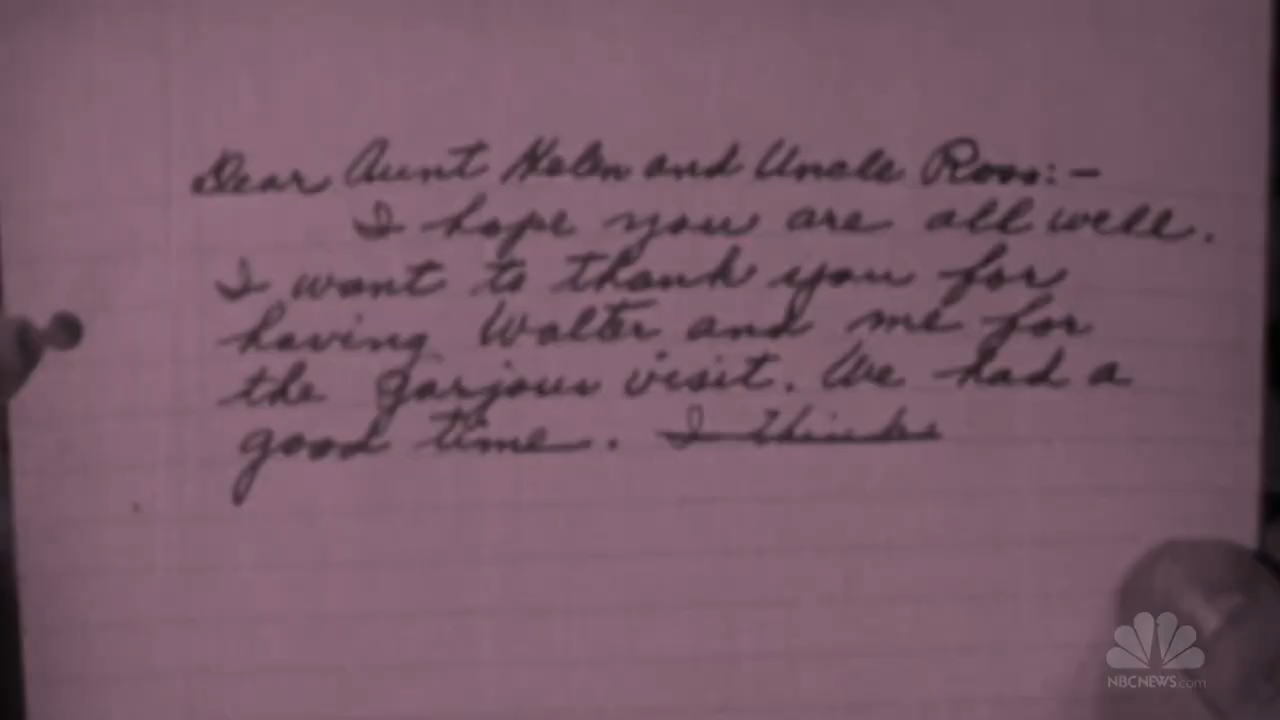 Dear Aunt Helen and Uncle Ross:-
I hope you are all well.
I want to thank you for
having Walter and me for
the garjous visit. We had a
good time. I think
NBCNEWS.com